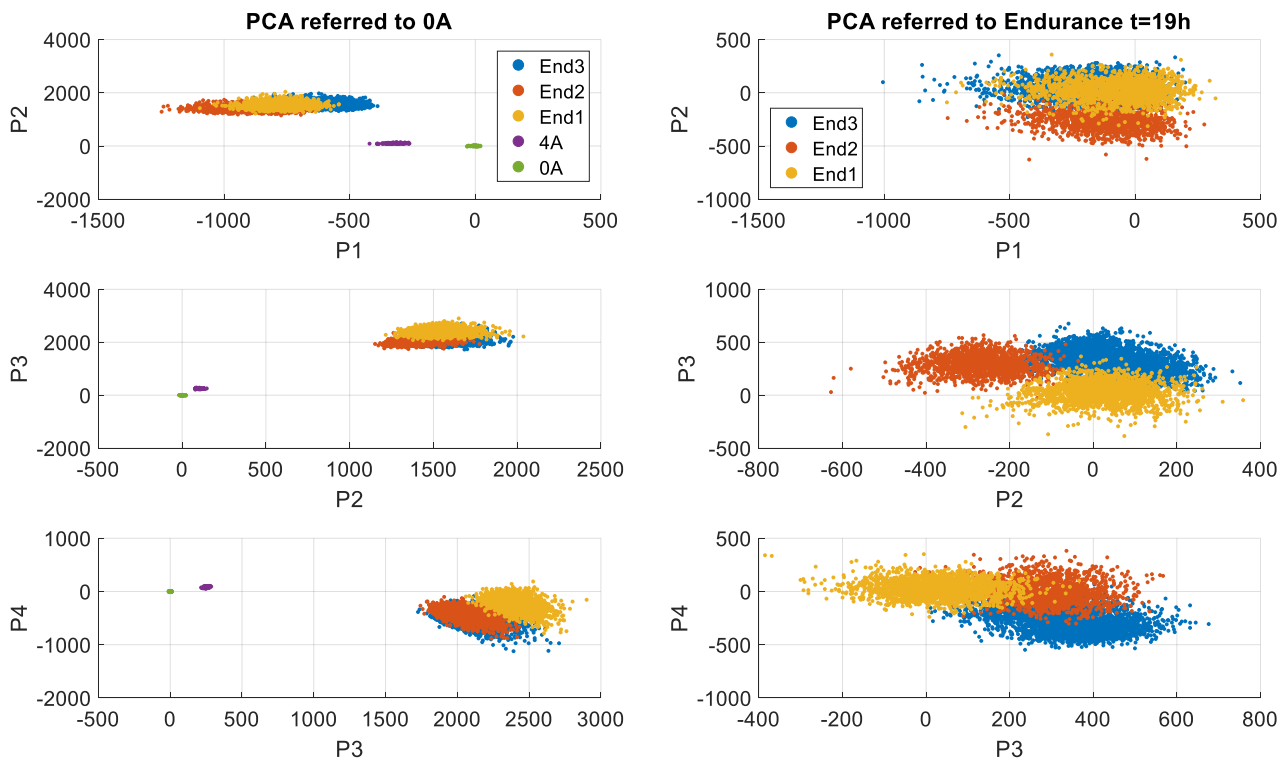 PCA referred to 0A
4000
2000
0
-2000
P2
-1500
-1000
-500
0
500
P1
End3
End2
End1
4A
0A
PCA referred to Endurance t=19h
500
0
-500
-1000
P2
-1500
-1000
-500
0
500
P1
End3
End2
End1
4000
2000
0
-2000
P3
-500
0
500
1000
1500
2000
2500
P2
1000
500
0
-500
P3
-800
-600
-400
-200
0
200
400
P2
1000
0
-1000
-2000
P4
-500
0
500
1000
1500
2000
2500
3000
P3
500
0
-500
-1000
P4
-400
-200
0
200
400
600
800
P3